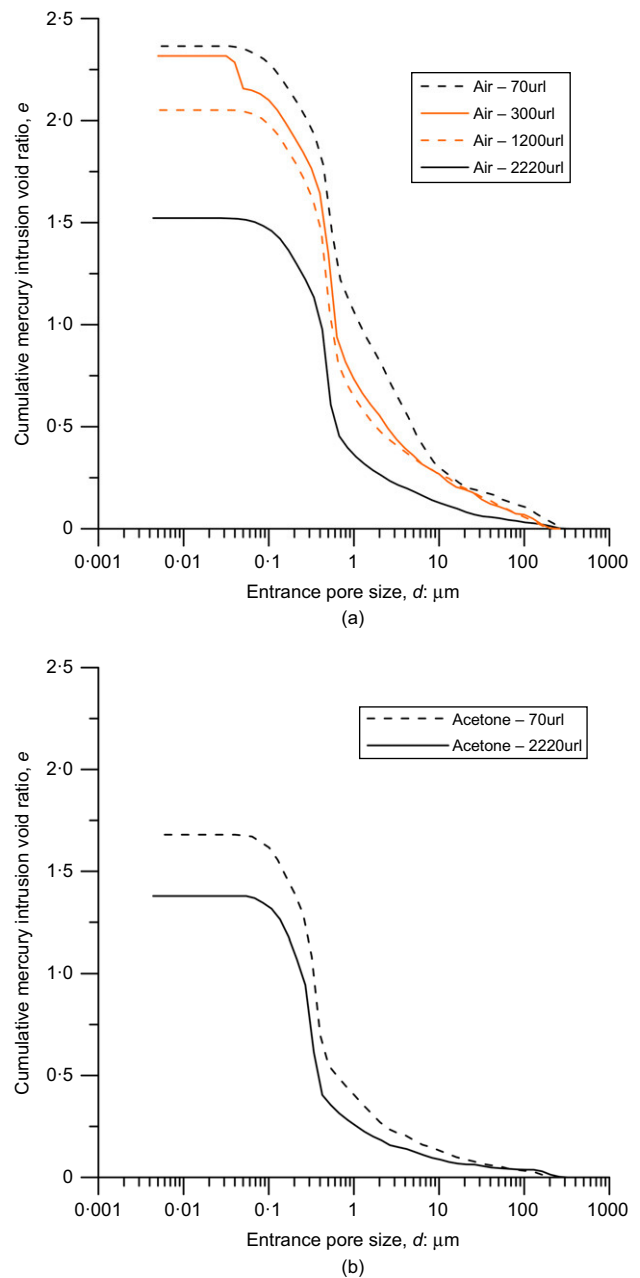 2·5
2·0
1·5
1·0
0·5
0
Cumulative mercury intrusion void ratio, e
Air – 70url
Air – 300url
Air – 1200url
Air – 2220url
0·001 0·01 0·1 1 10 100 1000
Entrance pore size, d: μm
(a)
2·5
2·0
1·5
1·0
0·5
0
Cumulative mercury intrusion void ratio, e
Acetone – 70url
Acetone – 2220url
0·001 0·01 0·1 1 10 100 1000
Entrance pore size, d: μm
(b)